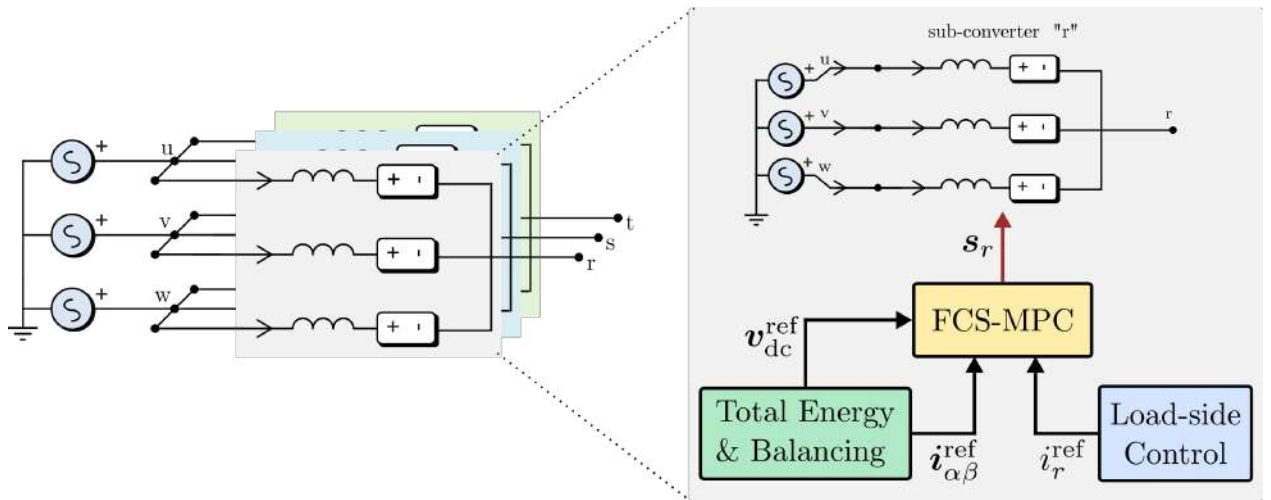 +
u
+ -
+
v
+ -
t
s
r
+
w
+ -
sub-converter "r"
+ u
+ -
+ v
+ -
r
+ w
+ -
s_r
FCS-MPC
v_dc^ref
Total Energy
& Balancing
i_αβ^ref
i_r^ref
Load-side
Control